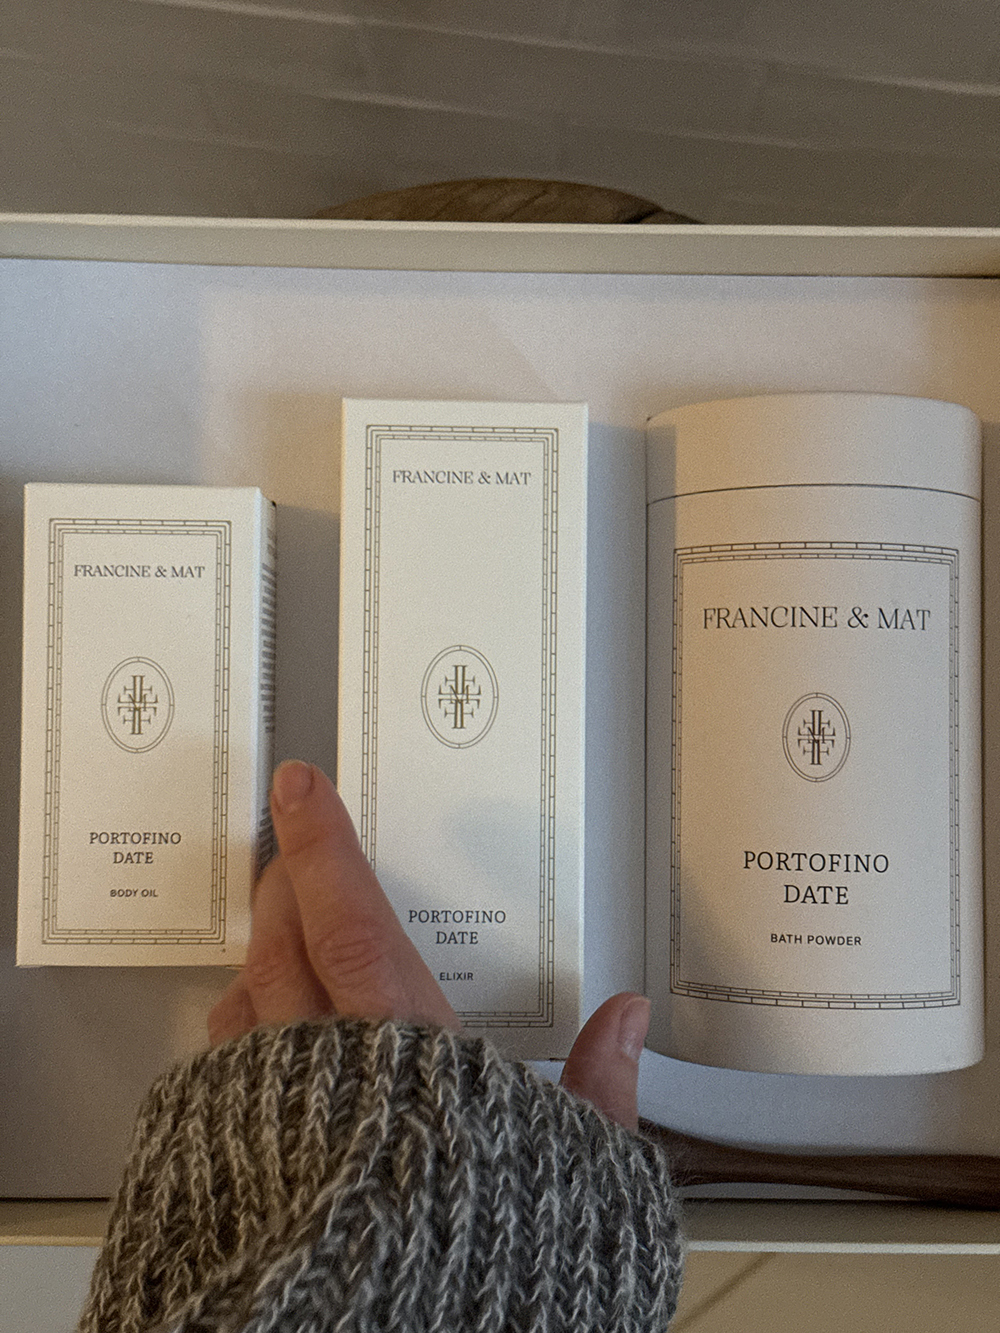 FRANCINE & MAT
PORTOFINO
DATE
BODY OIL
FRANCINE & MAT
PORTOFINO
DATE
ELIXIR
FRANCINE & MAT
PORTOFINO
DATE
BATH POWDER